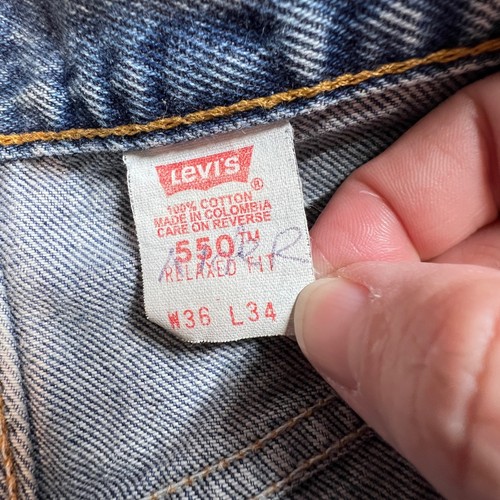 LEVI'S ®
100% COTTON
MADE IN COLOMBIA
CARE ON REVERSE
550™
RELAXED FIT
W36 L34